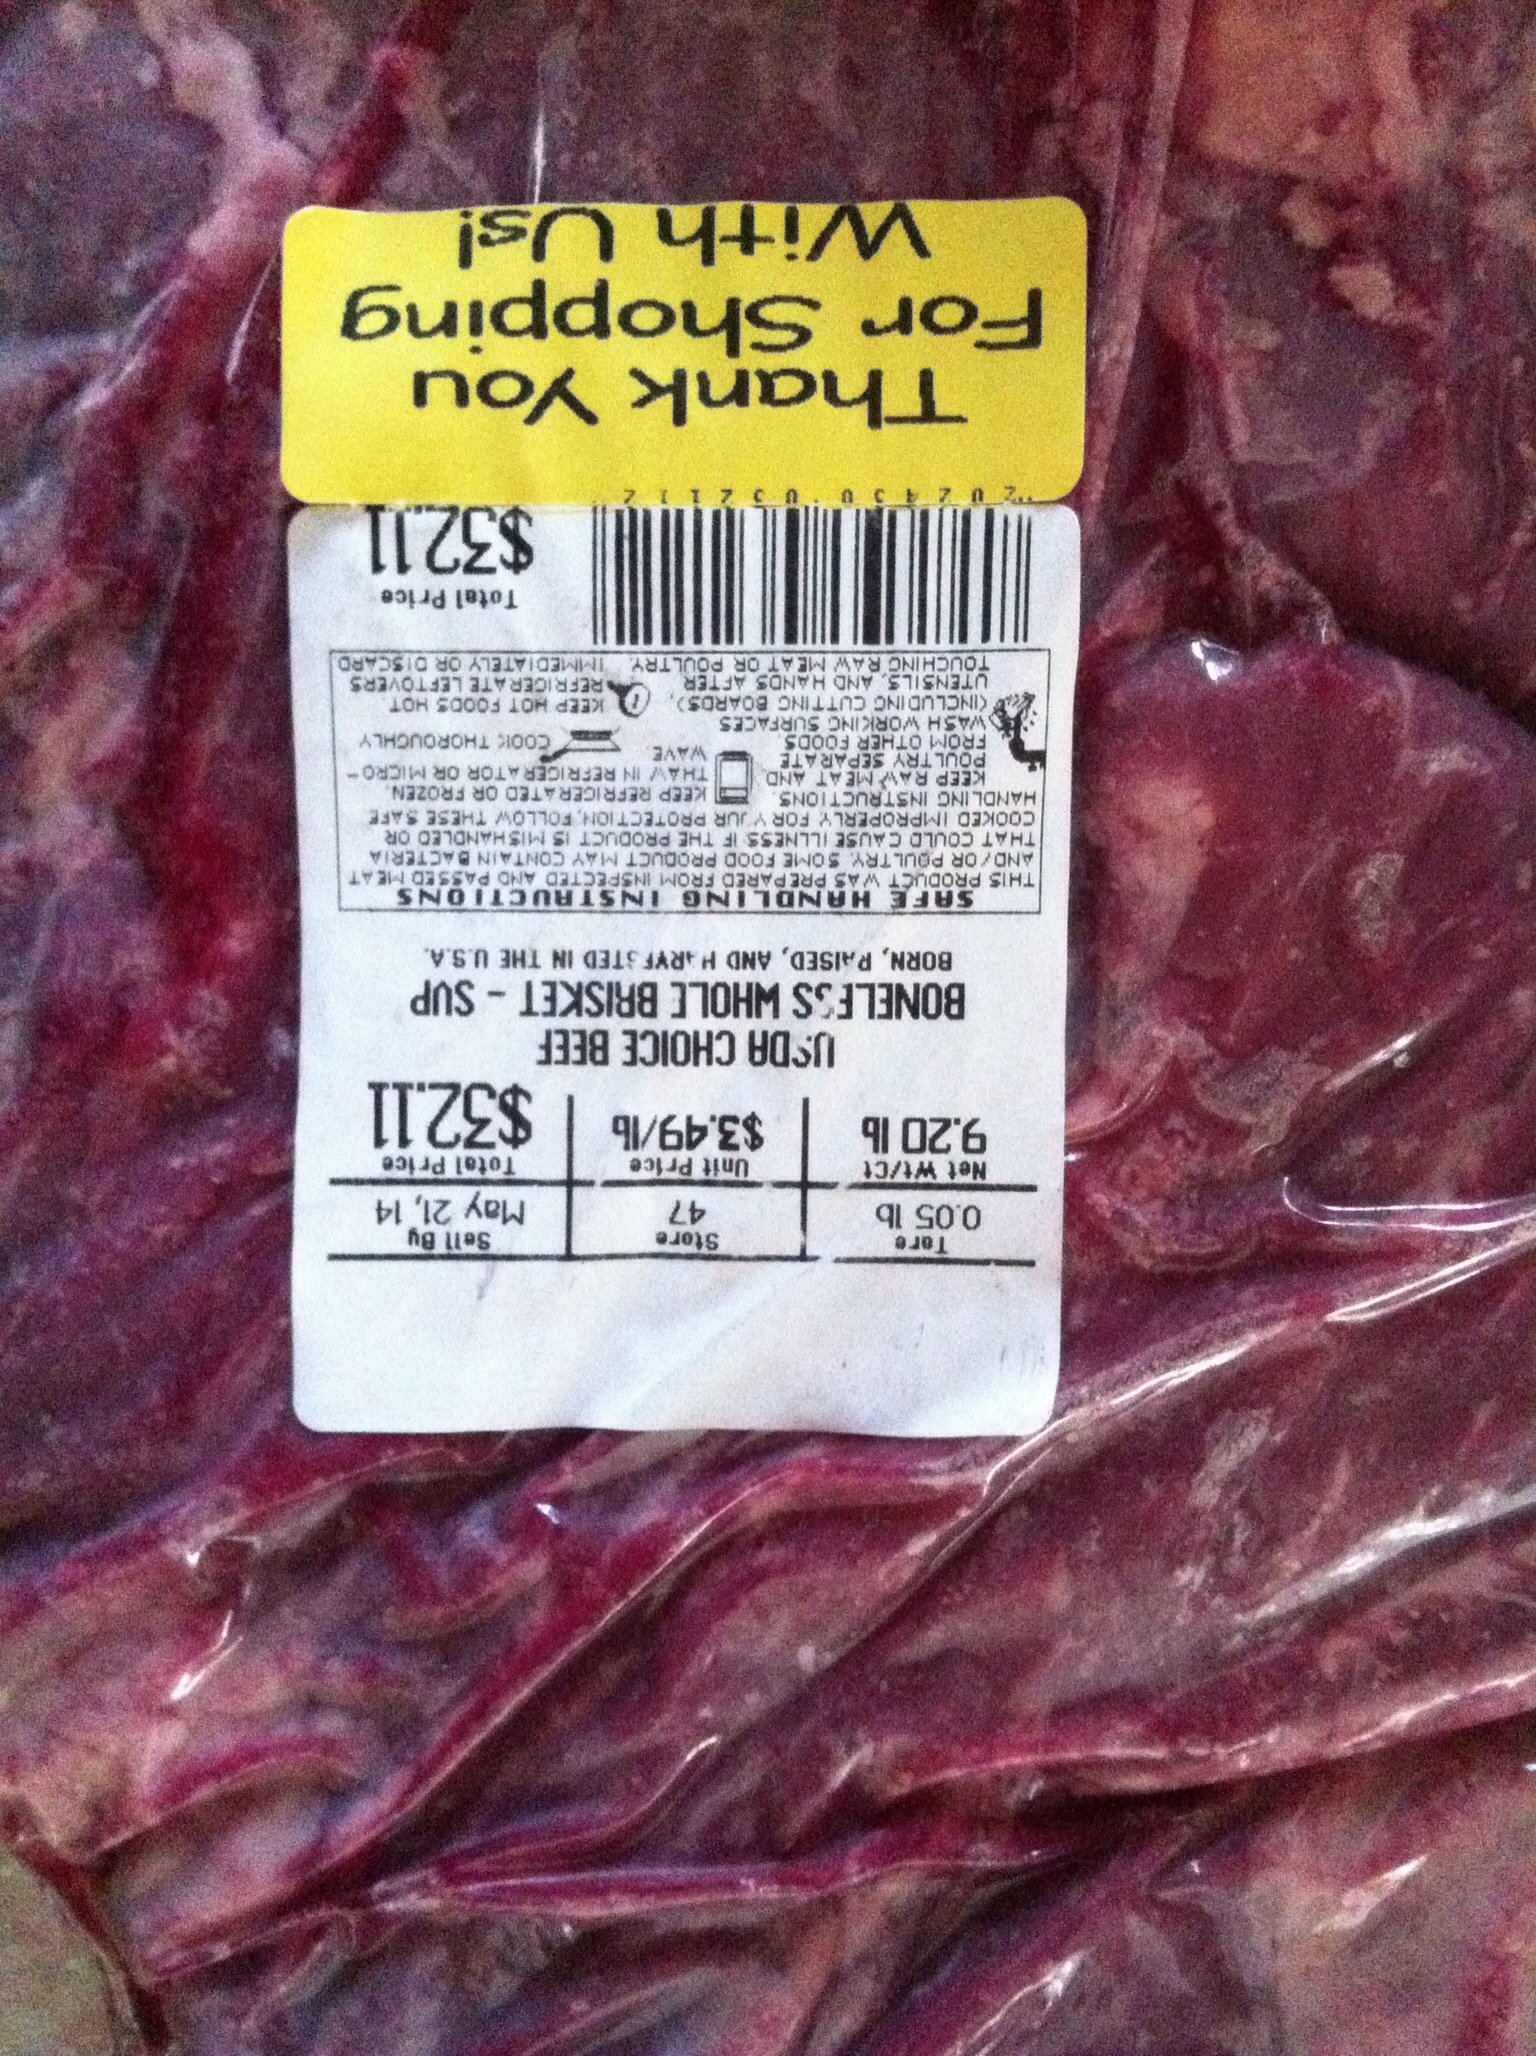 Tare
Store
Sell By
0.05 lb
47
May 21, 14
Net Wt/Ct
Unit Price
Total Price
9.20 lb
$3.49/lb
$32.11
USDA CHOICE BEEF
BONELESS WHOLE BRISKET - SVP
BORN, RAISED, AND HARVESTED IN THE U.S.A.
SAFE HANDLING INSTRUCTIONS
THIS PRODUCT WAS PREPARED FROM INSPECTED AND PASSED MEAT
AND/OR POULTRY. SOME FOOD PRODUCT MAY CONTAIN BACTERIA
THAT COULD CAUSE ILLNESS IF THE PRODUCT IS MISHANDLED OR
COOKED IMPROPERLY FOR YOUR PROTECTION, FOLLOW THESE SAFE
HANDLING INSTRUCTIONS.
KEEP RAW MEAT AND
POULTRY SEPARATE
FROM OTHER FOODS
WASH WORKING SURFACES
(INCLUDING CUTTING BOARDS),
UTENSILS, AND HANDS AFTER
TOUCHING RAW MEAT OR POULTRY.
KEEP REFRIGERATED OR FROZEN.
THAW IN REFRIGERATOR OR MICRO-
WAVE.
COOK THOROUGHLY
KEEP HOT FOODS HOT
REFRIGERATE LEFTOVERS
IMMEDIATELY OR DISCARD
Total Price
$32.11
Thank You
For Shopping
With Us!